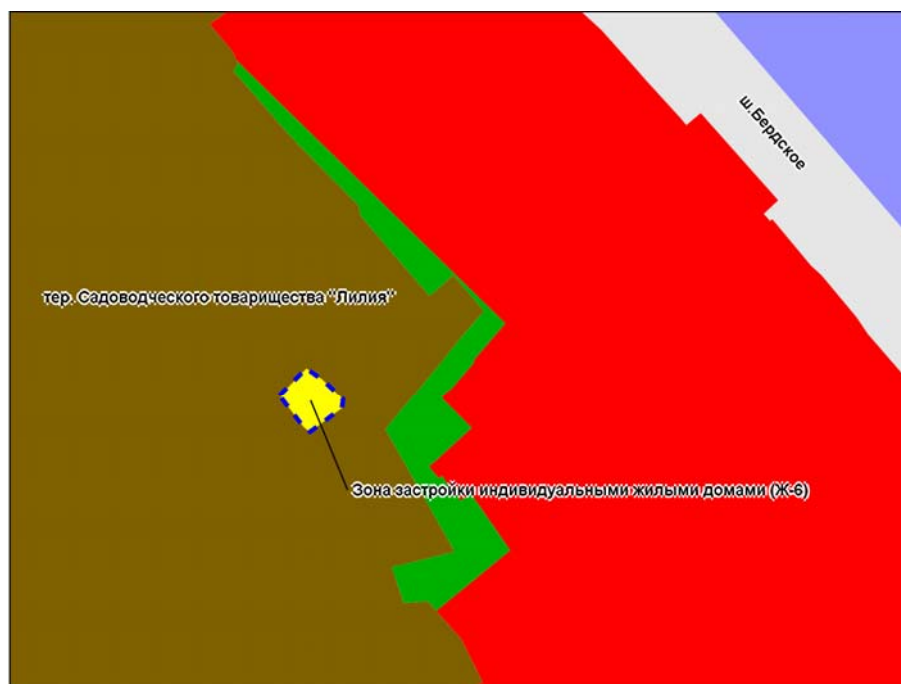 ш.Бердское
тер. Садоводческого товарищества "Лилия"
Зона застройки индивидуальными жилыми домами (Ж-6)